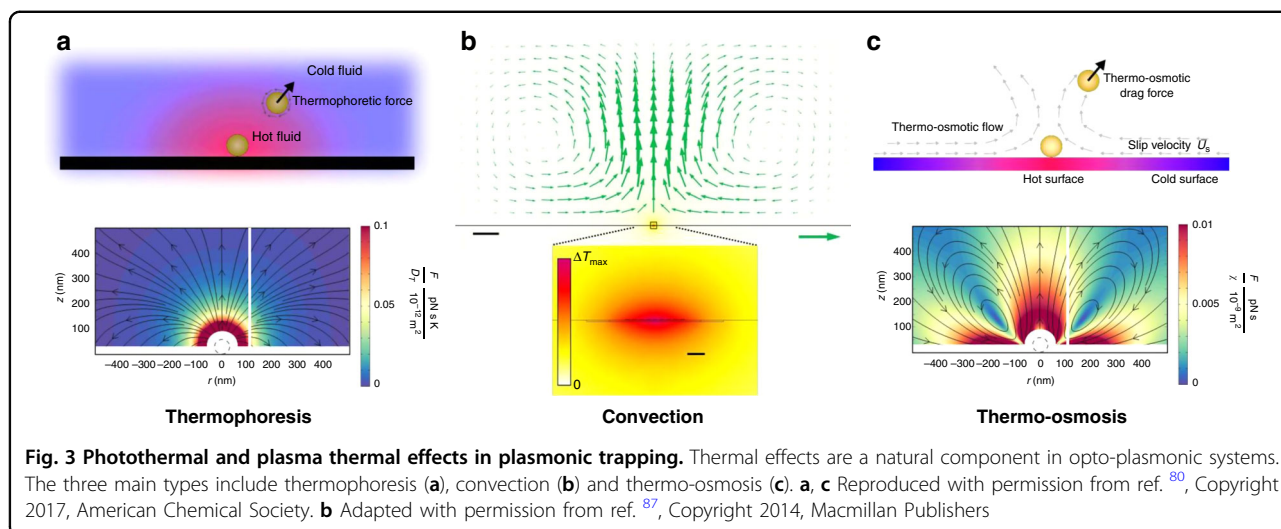 a
Cold fluid
Thermophoretic force
Hot fluid
400
300
200
100
z (nm)
–400 –300 –200 –100 0 100 200 300 400
r (nm)
0.1
0.05
0
F
D_T
pN s K
10⁻¹² m²
Thermophoresis
b
ΔT_max
0
Convection
c
Thermo-osmotic
drag force
Thermo-osmotic flow
Slip velocity U_s
Hot surface
Cold surface
400
300
200
100
z (nm)
–400 –300 –200 –100 0 100 200 300 400
r (nm)
0.01
0.005
0
F
χ
pN s
10⁻⁹ m²
Thermo-osmosis
Fig. 3 Photothermal and plasma thermal effects in plasmonic trapping. Thermal effects are a natural component in opto-plasmonic systems.
The three main types include thermophoresis (a), convection (b) and thermo-osmosis (c). a, c Reproduced with permission from ref. 80, Copyright
2017, American Chemical Society. b Adapted with permission from ref. 87, Copyright 2014, Macmillan Publishers